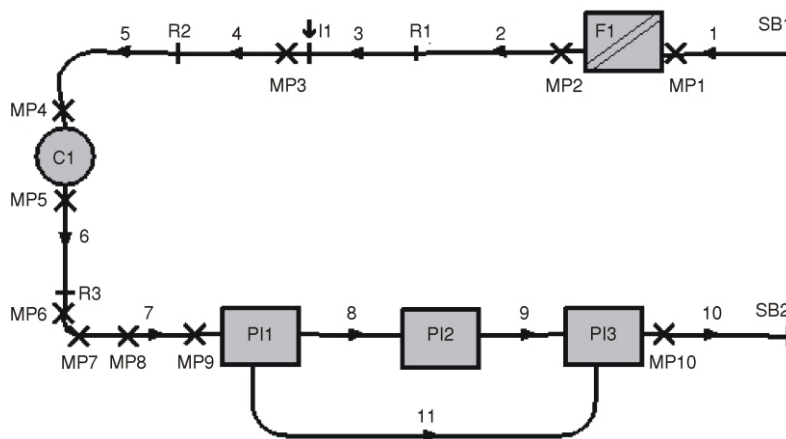 5 R2 4 I1 3 R1 2 F1 1 SB1
MP3 MP2 MP1
MP4
C1
MP5
6
R3
MP6 7 8 9 10 SB2
PI1 PI2 PI3
MP7 MP8 MP9 MP10
11